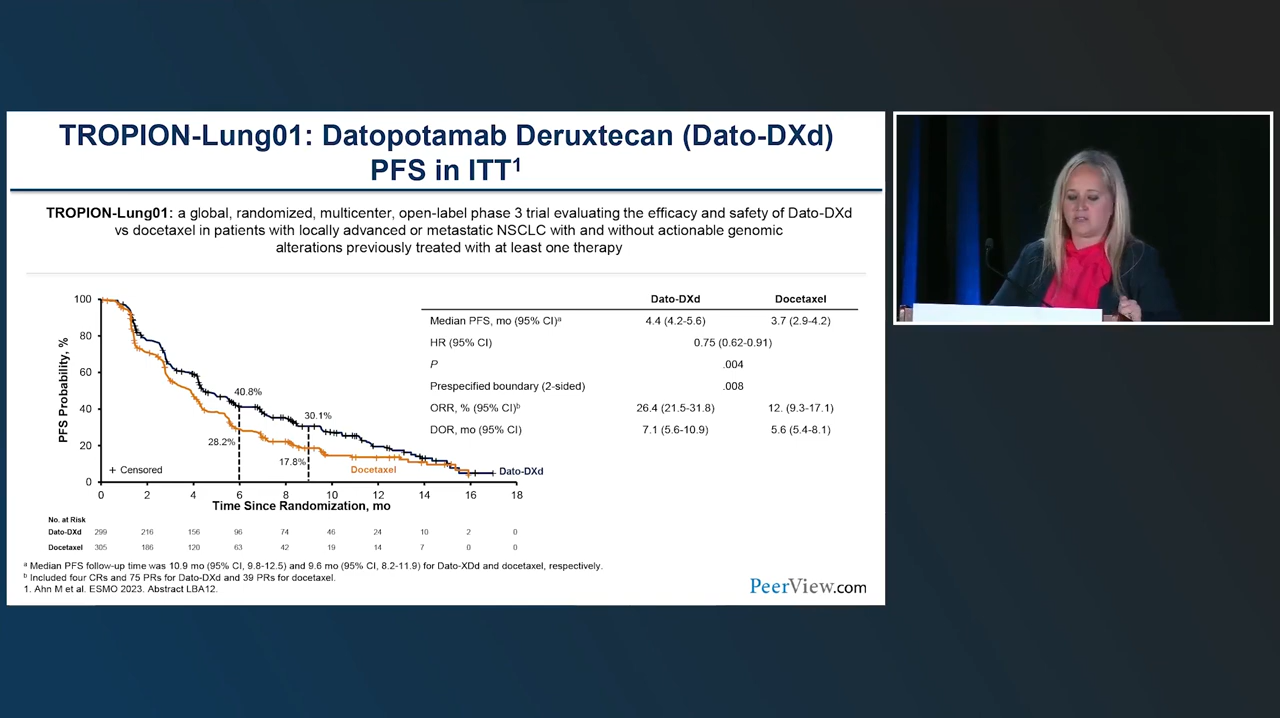 TROPION-Lung01: Datopotamab Deruxtecan (Dato-DXd)
PFS in ITT1
TROPION-Lung01: a global, randomized, multicenter, open-label phase 3 trial evaluating the efficacy and safety of Dato-DXd
vs docetaxel in patients with locally advanced or metastatic NSCLC with and without actionable genomic
alterations previously treated with at least one therapy
PFS Probability, %
100
80
60
40
20
0
40.8%
30.1%
28.2%
17.8%
+ Censored
Docetaxel
Dato-DXd
0 2 4 6 8 10 12 14 16 18
Time Since Randomization, mo
No. at Risk
Dato-DXd 299 216 156 96 74 46 24 10 2 0
Docetaxel 305 186 120 63 42 19 14 7 0 0
Dato-DXd Docetaxel
Median PFS, mo (95% CI)a 4.4 (4.2-5.6) 3.7 (2.9-4.2)
HR (95% CI) 0.75 (0.62-0.91)
P .004
Prespecified boundary (2-sided) .008
ORR, % (95% CI)b 26.4 (21.5-31.8) 12. (9.3-17.1)
DOR, mo (95% CI) 7.1 (5.6-10.9) 5.6 (5.4-8.1)
a Median PFS follow-up time was 10.9 mo (95% CI, 9.8-12.5) and 9.6 mo (95% CI, 8.2-11.9) for Dato-XDd and docetaxel, respectively.
b Included four CRs and 75 PRs for Dato-DXd and 39 PRs for docetaxel.
1. Ahn M et al. ESMO 2023. Abstract LBA12.
PeerView.com